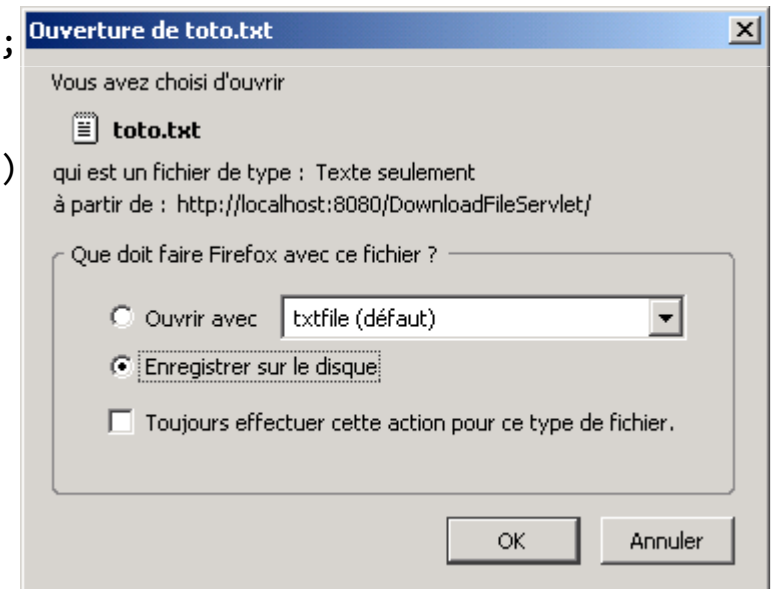 Ouverture de toto.txt
;
Vous avez choisi d'ouvrir
toto.txt
)
qui est un fichier de type : Texte seulement
à partir de : http://localhost:8080/DownloadFileServlet/
Que doit faire Firefox avec ce fichier ?
Ouvrir avec txtfile (défaut)
Enregistrer sur le disque
Toujours effectuer cette action pour ce type de fichier.
OK Annuler